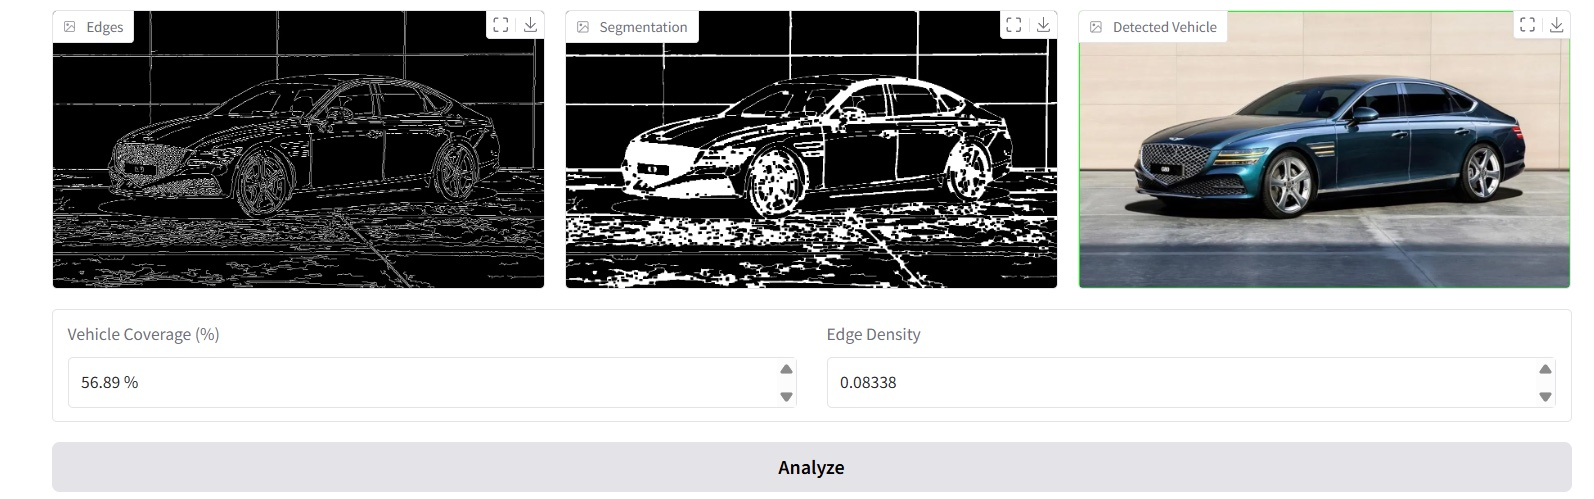 Edges
Segmentation
Detected Vehicle
Vehicle Coverage (%)
Edge Density
56.89 %
0.08338
Analyze